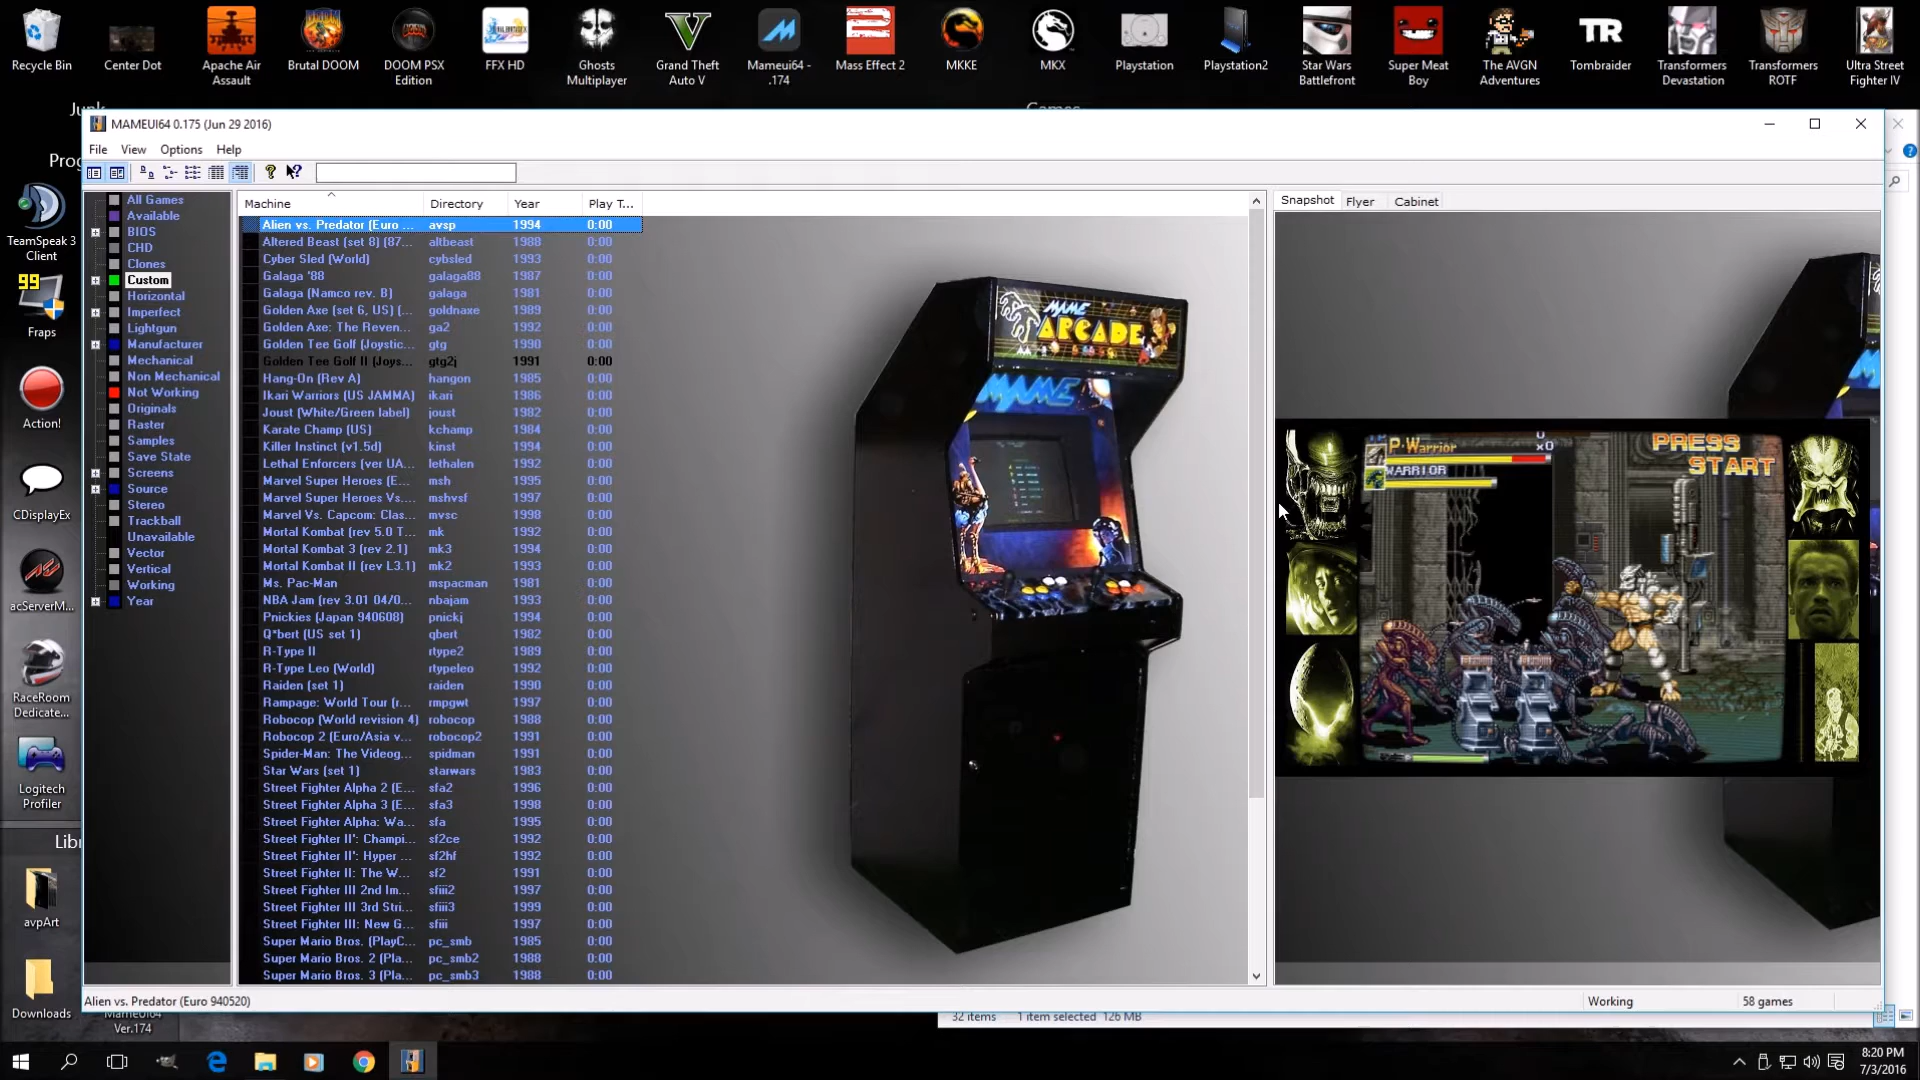 Recycle Bin
Center Dot
Apache Air
Assault
Brutal DOOM
DOOM PSX
Edition
FFX HD
Ghosts
Multiplayer
Grand Theft
Auto V
Mameui64 -
.174
Mass Effect 2
MKKE
MKX
Playstation
Playstation2
Star Wars
Battlefront
Super Meat
Boy
The AVGN
Adventures
TR
Tombraider
Transformers
Devastation
Transformers
ROTF
Ultra Street
Fighter IV
Junk
Games
Prog
TeamSpeak 3
Client
99
Fraps
Action!
CDisplayEx
acServerM...
RaceRoom
Dedicate...
Logitech
Profiler
Libr
avpArt
Downloads
MameUI64
Ver.174
MAMEUI64 0.175 (Jun 29 2016)
File View Options Help
All Games
Available
BIOS
CHD
Clones
Custom
Horizontal
Imperfect
Lightgun
Manufacturer
Mechanical
Non Mechanical
Not Working
Originals
Raster
Samples
Save State
Screens
Source
Stereo
Trackball
Unavailable
Vector
Vertical
Working
Year
Machine Directory Year Play T...
Alien vs. Predator (Euro ... avsp 1994 0:00
Altered Beast (set 8) (87... altbeast 1988 0:00
Cyber Sled (World) cybsled 1993 0:00
Galaga '88 galaga88 1987 0:00
Galaga (Namco rev. B) galaga 1981 0:00
Golden Axe (set 6, US) (... goldnaxe 1989 0:00
Golden Axe: The Reven... ga2 1992 0:00
Golden Tee Golf (Joystic... gtg 1990 0:00
Golden Tee Golf II (Joys... gtg2j 1991 0:00
Hang-On (Rev A) hangon 1985 0:00
Ikari Warriors (US JAMMA) ikari 1986 0:00
Joust (White/Green label) joust 1982 0:00
Karate Champ (US) kchamp 1984 0:00
Killer Instinct (v1.5d) kinst 1994 0:00
Lethal Enforcers (ver UA... lethalen 1992 0:00
Marvel Super Heroes (E... msh 1995 0:00
Marvel Super Heroes Vs.... mshvsf 1997 0:00
Marvel Vs. Capcom: Clas... mvsc 1998 0:00
Mortal Kombat (rev 5.0 T... mk 1992 0:00
Mortal Kombat 3 (rev 2.1) mk3 1994 0:00
Mortal Kombat II (rev L3.1) mk2 1993 0:00
Ms. Pac-Man mspacman 1981 0:00
NBA Jam (rev 3.01 04/0... nbajam 1993 0:00
Pnickies (Japan 940608) pnickj 1994 0:00
Q*bert (US set 1) qbert 1982 0:00
R-Type II rtype2 1989 0:00
R-Type Leo (World) rtypeleo 1992 0:00
Raiden (set 1) raiden 1990 0:00
Rampage: World Tour (r... rmpgwt 1997 0:00
Robocop (World revision 4) robocop 1988 0:00
Robocop 2 (Euro/Asia v... robocop2 1991 0:00
Spider-Man: The Videog... spidman 1991 0:00
Star Wars (set 1) starwars 1983 0:00
Street Fighter Alpha 2 (E... sfa2 1996 0:00
Street Fighter Alpha 3 (E... sfa3 1998 0:00
Street Fighter Alpha: Wa... sfa 1995 0:00
Street Fighter II': Champi... sf2ce 1992 0:00
Street Fighter II': Hyper ... sf2hf 1992 0:00
Street Fighter II: The W... sf2 1991 0:00
Street Fighter III 2nd Im... sfiii2 1997 0:00
Street Fighter III 3rd Stri... sfiii3 1999 0:00
Street Fighter III: New G... sfiii 1997 0:00
Super Mario Bros. (PlayC... pc_smb 1985 0:00
Super Mario Bros. 2 (Pla... pc_smb2 1988 0:00
Super Mario Bros. 3 (Pla... pc_smb3 1988 0:00
MAME
ARCADE
MAME
Snapshot Flyer Cabinet
P-Warrior
WARRIOR
0
x0
PRESS
START
Alien vs. Predator (Euro 940520)
Working
58 games
32 items 1 item selected 126 MB
8:20 PM
7/3/2016